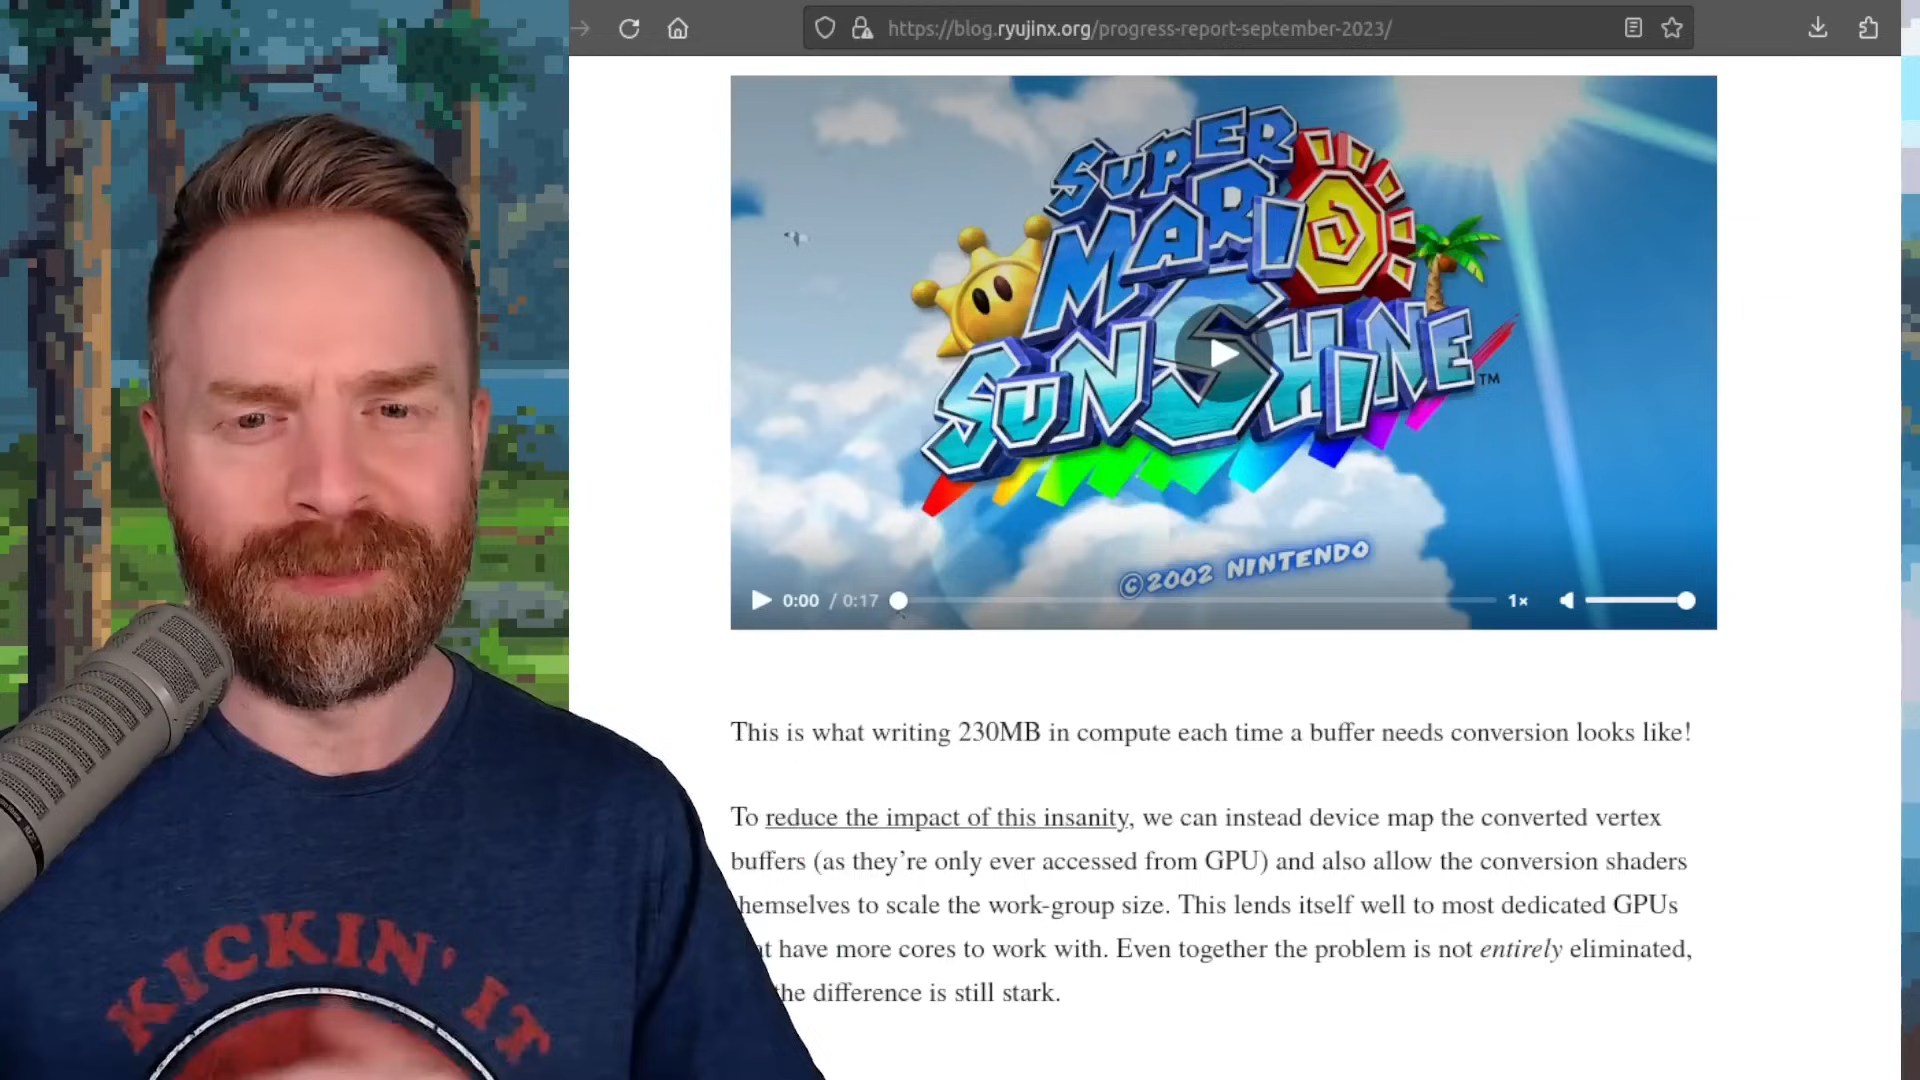 https://blog.ryujinx.org/progress-report-september-2023/
SUPER
MARIO
SUNSHINE
TM
©2002 NINTENDO
0:00 / 0:17
1×
This is what writing 230MB in compute each time a buffer needs conversion looks like!
To reduce the impact of this insanity, we can instead device map the converted vertex
buffers (as they're only ever accessed from GPU) and also allow the conversion shaders
hemselves to scale the work-group size. This lends itself well to most dedicated GPUs
have more cores to work with. Even together the problem is not entirely eliminated,
the difference is still stark.
KICKIN' IT